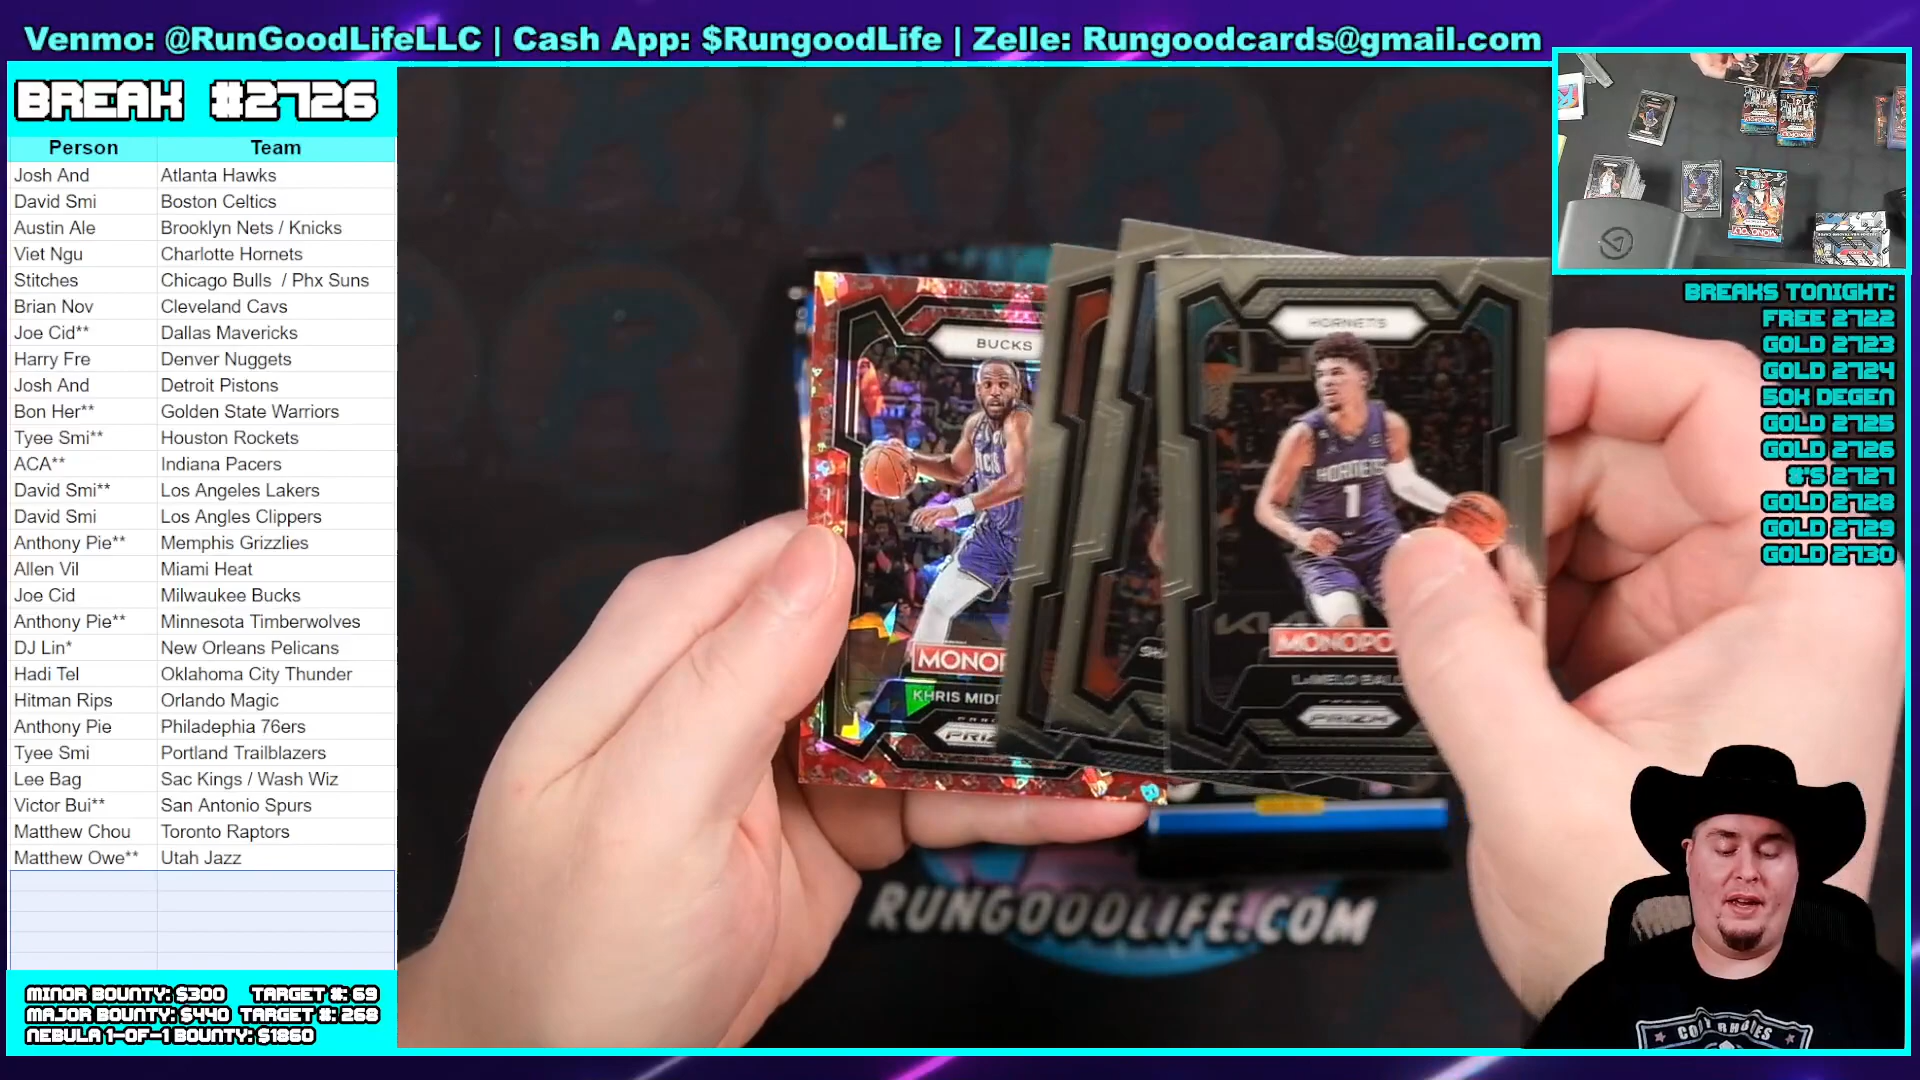 Venmo: @RunGoodLifeLLC | Cash App: $RungoodLife | Zelle: Rungoodcards@gmail.com
BREAK #2726
Person Team
Josh And Atlanta Hawks
David Smi Boston Celtics
Austin Ale Brooklyn Nets / Knicks
Viet Ngu Charlotte Hornets
Stitches Chicago Bulls / Phx Suns
Brian Nov Cleveland Cavs
Joe Cid** Dallas Mavericks
Harry Fre Denver Nuggets
Josh And Detroit Pistons
Bon Her** Golden State Warriors
Tyee Smi** Houston Rockets
ACA** Indiana Pacers
David Smi** Los Angeles Lakers
David Smi Los Angles Clippers
Anthony Pie** Memphis Grizzlies
Allen Vil Miami Heat
Joe Cid Milwaukee Bucks
Anthony Pie** Minnesota Timberwolves
DJ Lin* New Orleans Pelicans
Hadi Tel Oklahoma City Thunder
Hitman Rips Orlando Magic
Anthony Pie Philadephia 76ers
Tyee Smi Portland Trailblazers
Lee Bag Sac Kings / Wash Wiz
Victor Bui** San Antonio Spurs
Matthew Chou Toronto Raptors
Matthew Owe** Utah Jazz
MINOR BOUNTY: $300 TARGET #: 69
MAJOR BOUNTY: $440 TARGET #: 268
NEBULA 1-OF-1 BOUNTY: $1860
BUCKS
MONOP
KHRIS MIDD
PRIZ
HORNETS
HORNETS
1
MONOPO
LaMELO BALL
PRIZM
RUNGOODLIFE.COM
MONOPOLY
BREAKS TONIGHT:
FREE 2722
GOLD 2723
GOLD 2724
50K DEGEN
GOLD 2725
GOLD 2726
#'S 2727
GOLD 2728
GOLD 2729
GOLD 2730